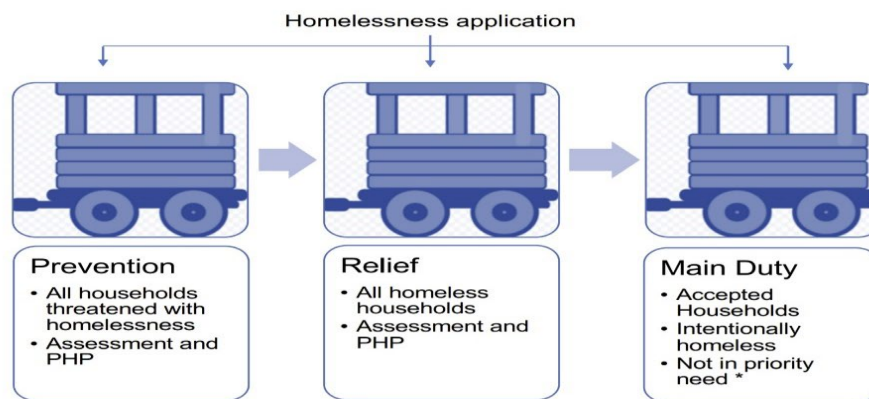 Homelessness application
Prevention
• All households
threatened with
homelessness
• Assessment and
PHP
Relief
• All homeless
households
• Assessment and
PHP
Main Duty
• Accepted
Households
• Intentionally
homeless
• Not in priority
need *